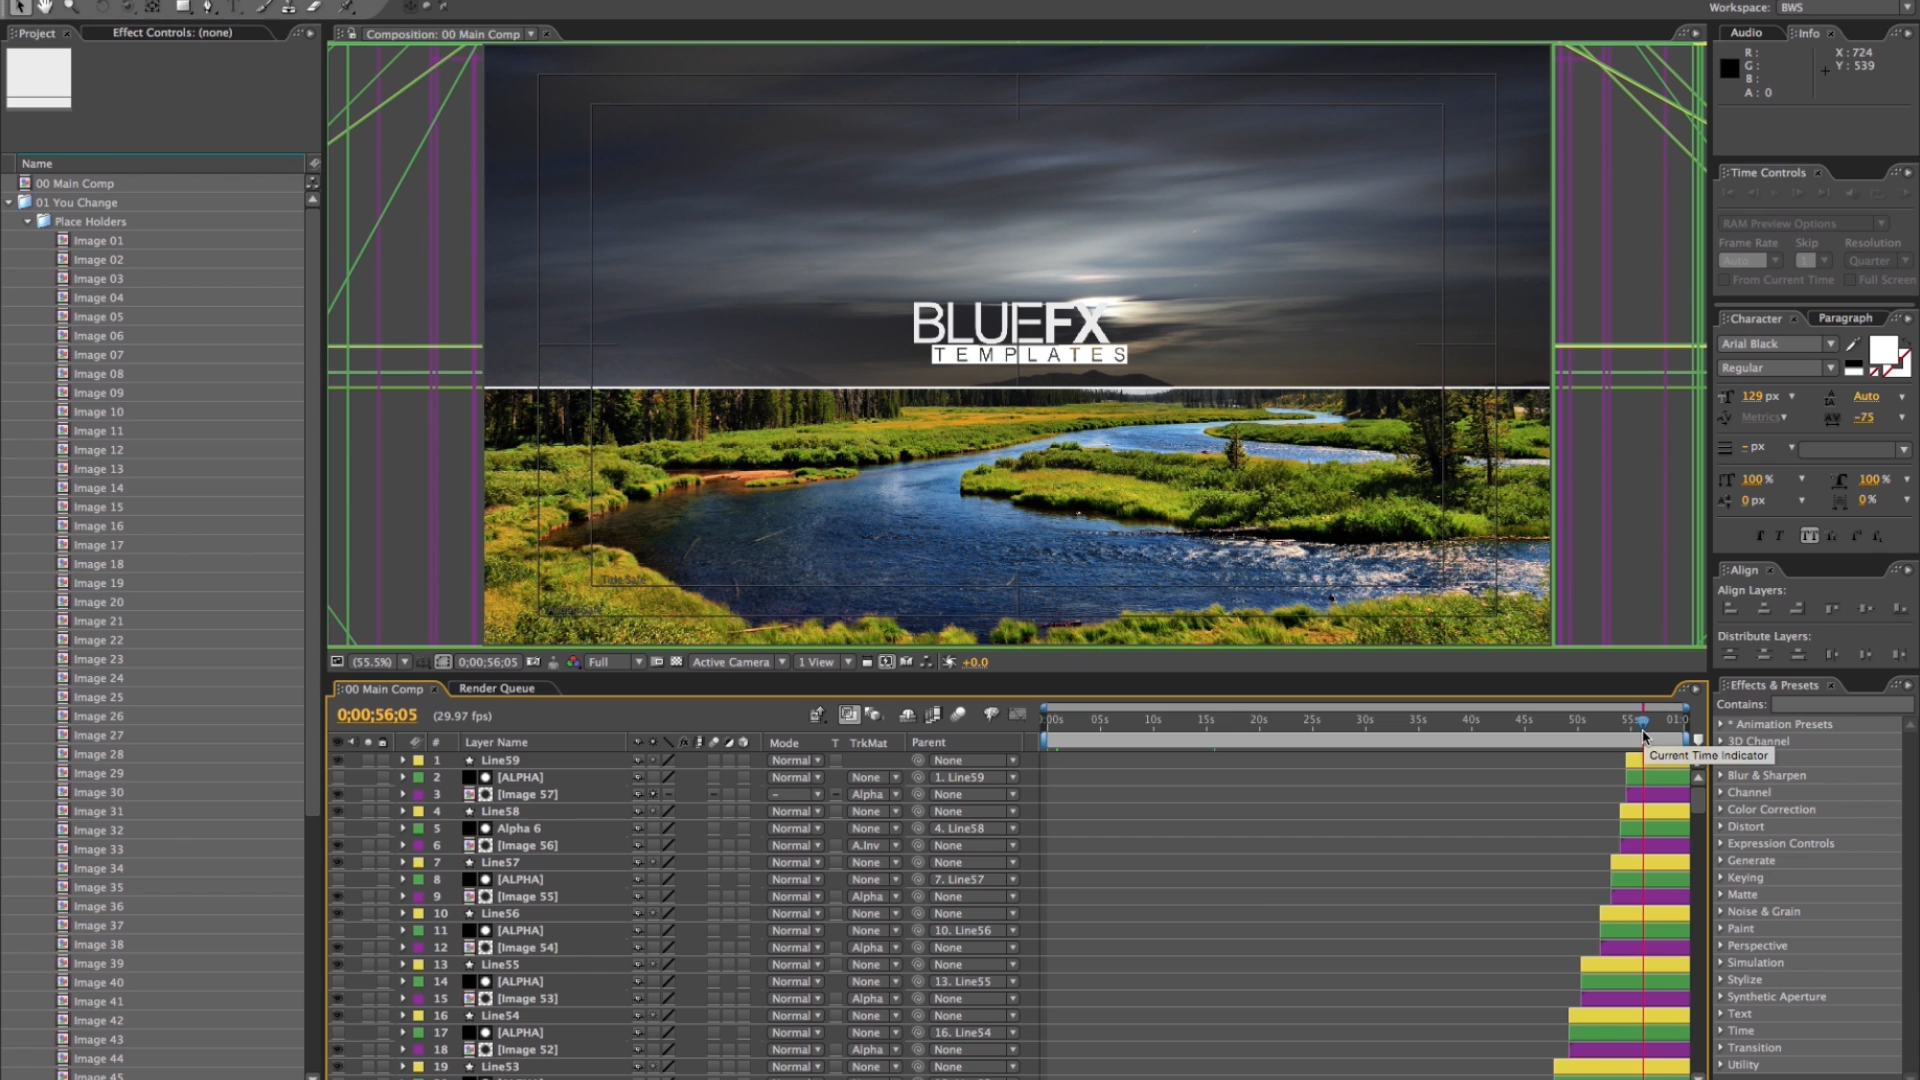 Workspace: BWS
Project
Effect Controls: (none)
Composition: 00 Main Comp
Audio
Info
R :
G :
B :
A : 0
X : 724
Y : 539
Name
00 Main Comp
01 You Change
Place Holders
Image 01
Image 02
Image 03
Image 04
Image 05
Image 06
Image 07
Image 08
Image 09
Image 10
Image 11
Image 12
Image 13
Image 14
Image 15
Image 16
Image 17
Image 18
Image 19
Image 20
Image 21
Image 22
Image 23
Image 24
Image 25
Image 26
Image 27
Image 28
Image 29
Image 30
Image 31
Image 32
Image 33
Image 34
Image 35
Image 36
Image 37
Image 38
Image 39
Image 40
Image 41
Image 42
Image 43
Image 44
Image 45
BLUEFX
TEMPLATES
Title Safe
(55.5%)
0;00;56;05
Full
Active Camera
1 View
+0.0
Time Controls
RAM Preview Options
Frame Rate Skip Resolution
Auto 1 Quarter
From Current Time Full Screen
Character
Paragraph
Arial Black
Regular
129 px
Auto
Metrics
-75
- px
100 %
100 %
0 px
0 %
Align
Align Layers:
Distribute Layers:
00 Main Comp
Render Queue
0;00;56;05
(29.97 fps)
):00s 05s 10s 15s 20s 25s 30s 35s 40s 45s 50s 55s 01:0
# Layer Name Mode T TrkMat Parent
1 Line59 Normal None
2 [ALPHA] Normal None 1. Line59
3 [Image 57] - Alpha None
4 Line58 Normal None None
5 Alpha 6 Normal None 4. Line58
6 [Image 56] Normal A.Inv None
7 Line57 Normal None None
8 [ALPHA] Normal None 7. Line57
9 [Image 55] Normal Alpha None
10 Line56 Normal None None
11 [ALPHA] Normal None 10. Line56
12 [Image 54] Normal Alpha None
13 Line55 Normal None None
14 [ALPHA] Normal None 13. Line55
15 [Image 53] Normal Alpha None
16 Line54 Normal None None
17 [ALPHA] Normal None 16. Line54
18 [Image 52] Normal Alpha None
19 Line53 Normal None None
Current Time Indicator
Effects & Presets
Contains:
* Animation Presets
3D Channel
Blur & Sharpen
Channel
Color Correction
Distort
Expression Controls
Generate
Keying
Matte
Noise & Grain
Paint
Perspective
Simulation
Stylize
Synthetic Aperture
Text
Time
Transition
Utility